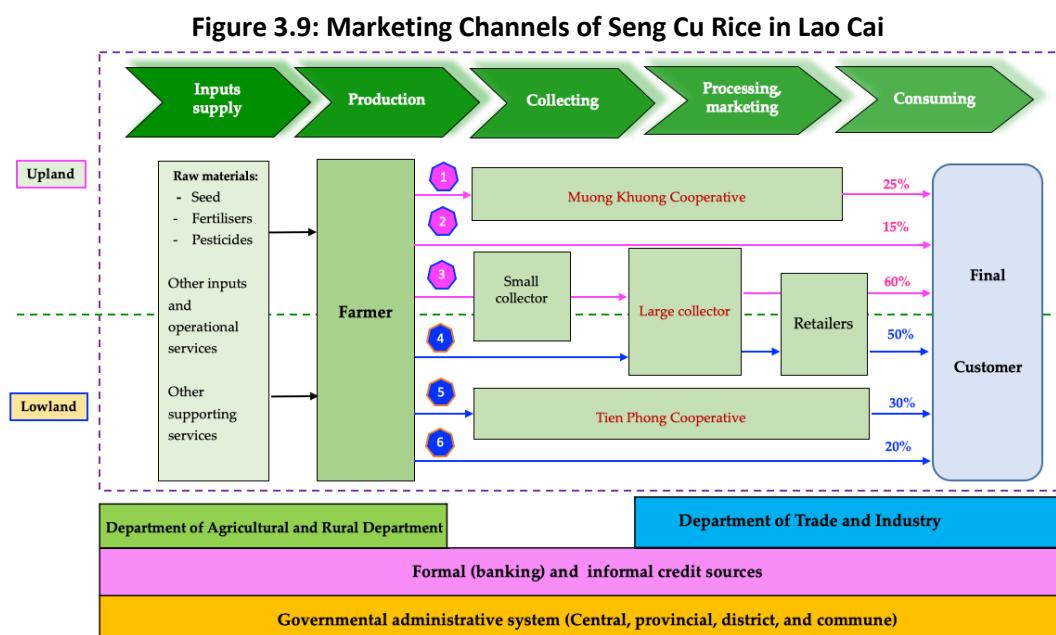 Figure 3.9: Marketing Channels of Seng Cu Rice in Lao Cai
Inputs
supply
Production
Collecting
Processing,
marketing
Consuming
Upland
Lowland
Raw materials:
- Seed
- Fertilisers
- Pesticides
Other inputs
and
operational
services
Other
supporting
services
Farmer
1
Muong Khuong Cooperative
25%
2
15%
3
Small
collector
Large collector
60%
Retailers
4
50%
5
Tien Phong Cooperative
30%
6
20%
Final
Customer
Department of Agricultural and Rural Department
Department of Trade and Industry
Formal (banking) and informal credit sources
Governmental administrative system (Central, provincial, district, and commune)